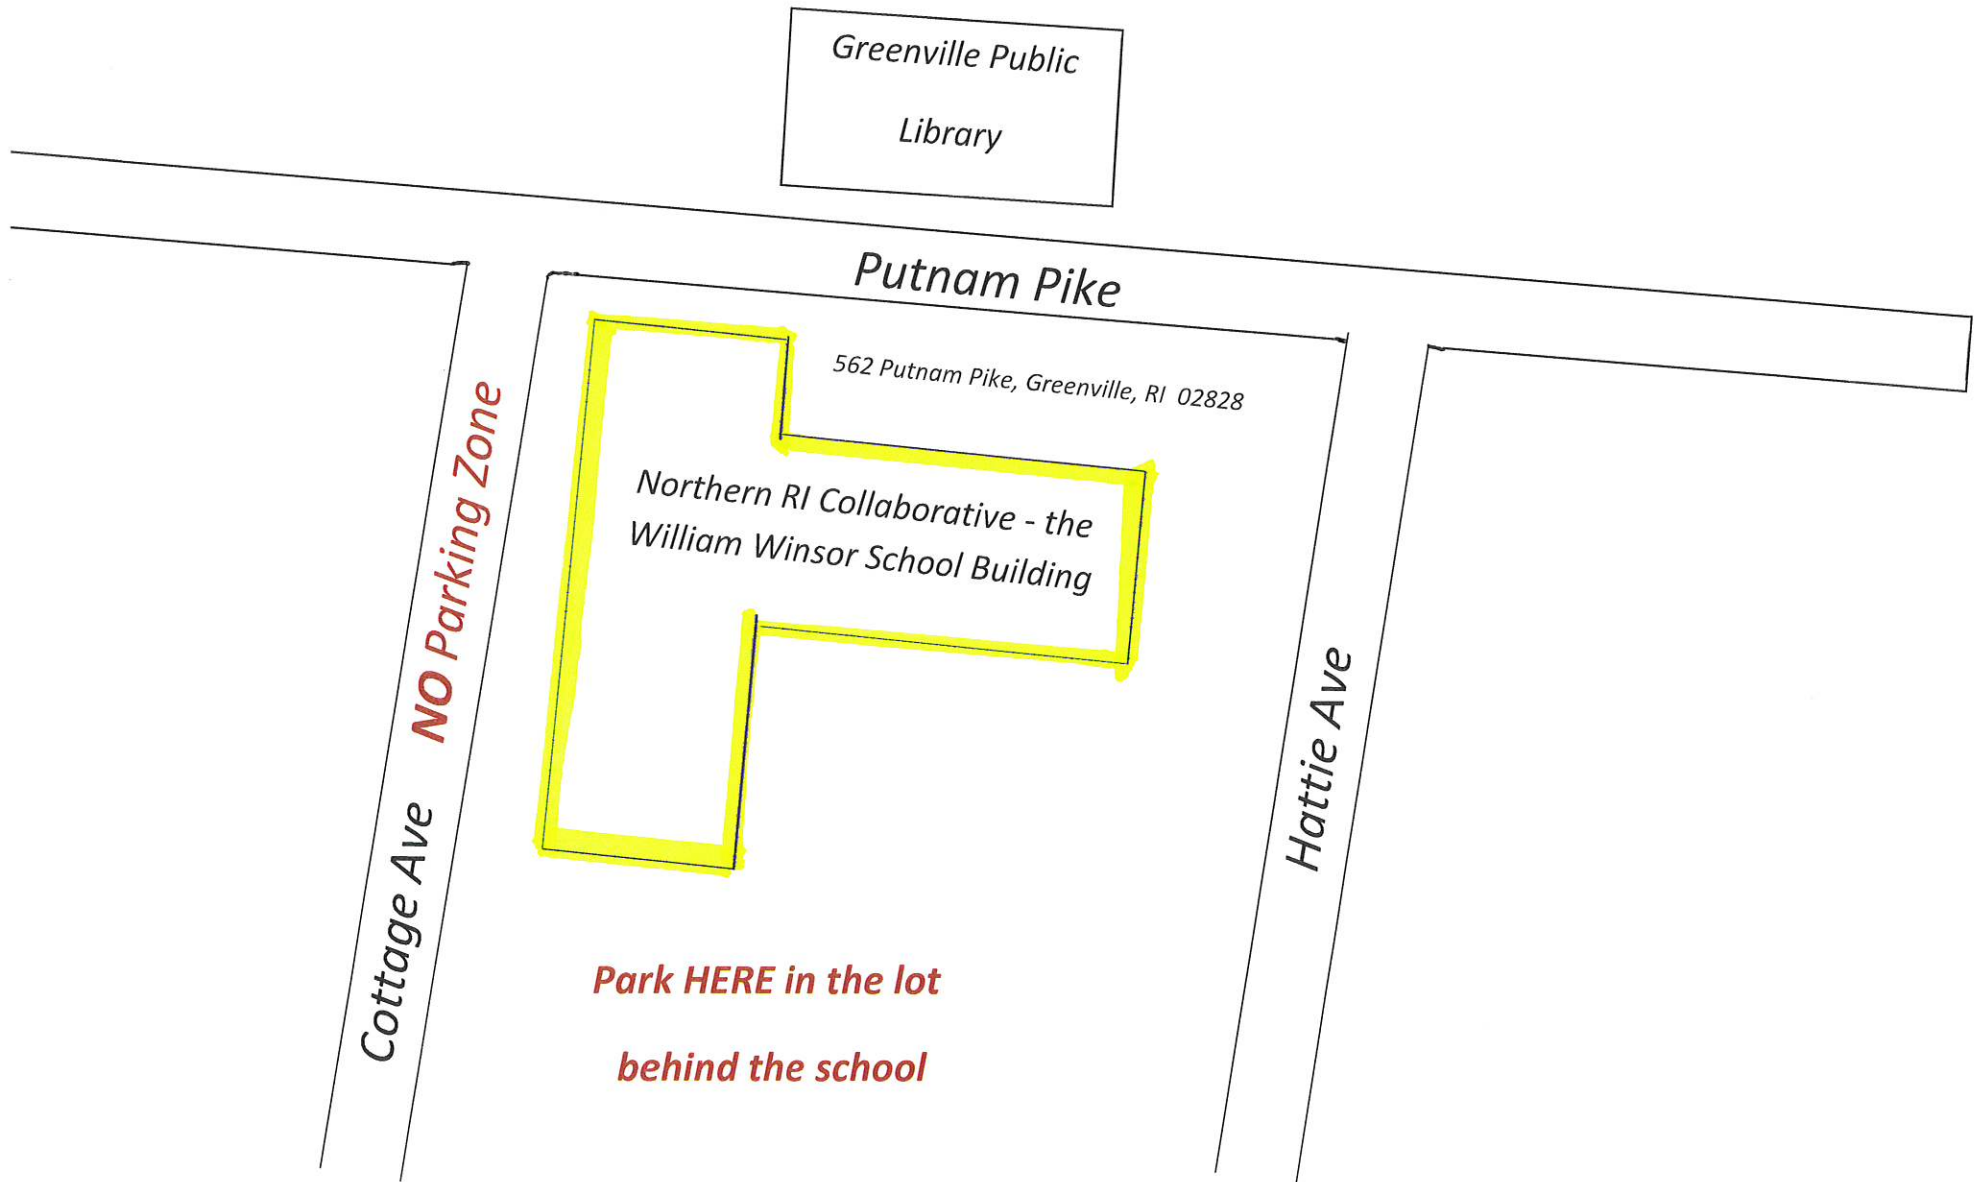 Greenville Public
Library
Putnam Pike
562 Putnam Pike, Greenville, RI  02828
NO Parking Zone
Northern RI Collaborative - the
William Winsor School Building
Cottage Ave
Hattie Ave
Park HERE in the lot
behind the school